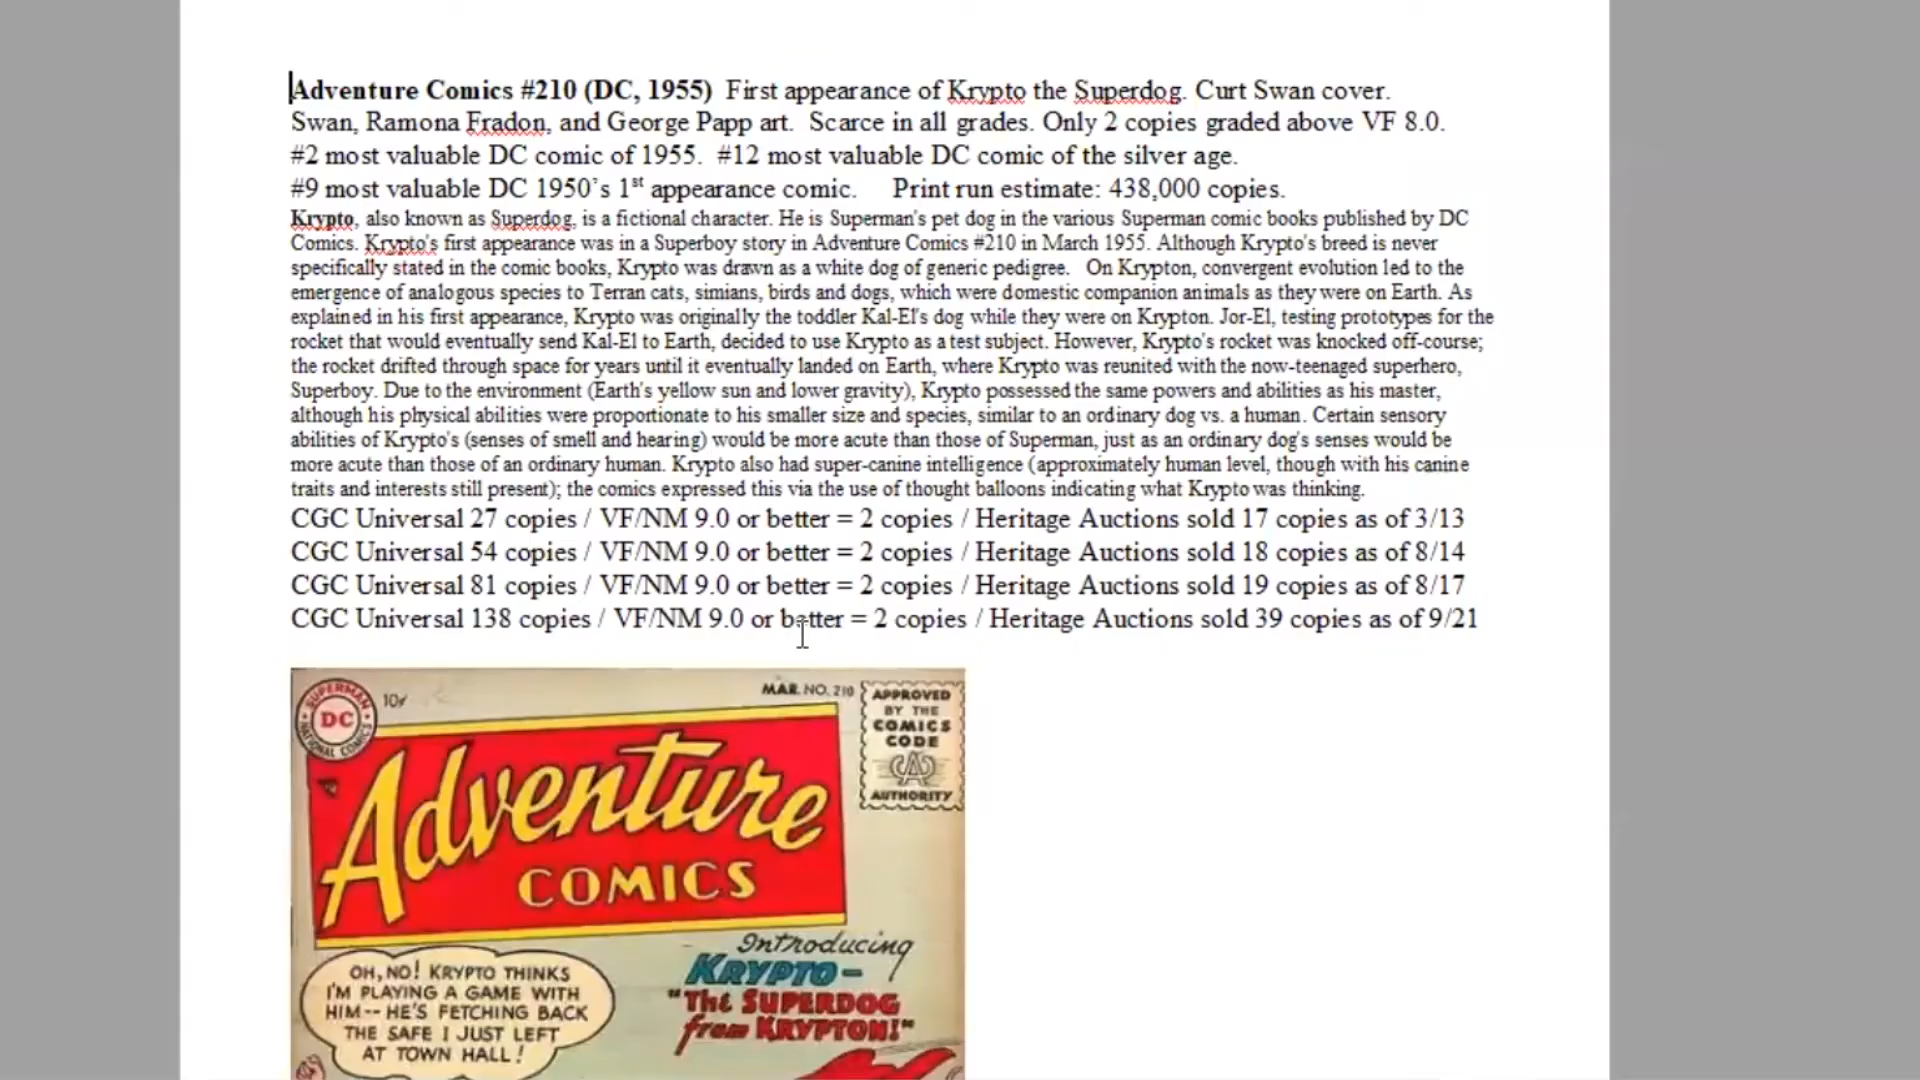 Adventure Comics #210 (DC, 1955) First appearance of Krypto the Superdog. Curt Swan cover.
Swan, Ramona Fradon, and George Papp art. Scarce in all grades. Only 2 copies graded above VF 8.0.
#2 most valuable DC comic of 1955. #12 most valuable DC comic of the silver age.
#9 most valuable DC 1950's 1st appearance comic. Print run estimate: 438,000 copies.
Krypto, also known as Superdog, is a fictional character. He is Superman's pet dog in the various Superman comic books published by DC
Comics. Krypto's first appearance was in a Superboy story in Adventure Comics #210 in March 1955. Although Krypto's breed is never
specifically stated in the comic books, Krypto was drawn as a white dog of generic pedigree. On Krypton, convergent evolution led to the
emergence of analogous species to Terran cats, simians, birds and dogs, which were domestic companion animals as they were on Earth. As
explained in his first appearance, Krypto was originally the toddler Kal-El's dog while they were on Krypton. Jor-El, testing prototypes for the
rocket that would eventually send Kal-El to Earth, decided to use Krypto as a test subject. However, Krypto's rocket was knocked off-course;
the rocket drifted through space for years until it eventually landed on Earth, where Krypto was reunited with the now-teenaged superhero,
Superboy. Due to the environment (Earth's yellow sun and lower gravity), Krypto possessed the same powers and abilities as his master,
although his physical abilities were proportionate to his smaller size and species, similar to an ordinary dog vs. a human. Certain sensory
abilities of Krypto's (senses of smell and hearing) would be more acute than those of Superman, just as an ordinary dog's senses would be
more acute than those of an ordinary human. Krypto also had super-canine intelligence (approximately human level, though with his canine
traits and interests still present); the comics expressed this via the use of thought balloons indicating what Krypto was thinking.
CGC Universal 27 copies / VF/NM 9.0 or better = 2 copies / Heritage Auctions sold 17 copies as of 3/13
CGC Universal 54 copies / VF/NM 9.0 or better = 2 copies / Heritage Auctions sold 18 copies as of 8/14
CGC Universal 81 copies / VF/NM 9.0 or better = 2 copies / Heritage Auctions sold 19 copies as of 8/17
CGC Universal 138 copies / VF/NM 9.0 or better = 2 copies / Heritage Auctions sold 39 copies as of 9/21
SUPERMAN
DC
NATIONAL COMICS
10¢
MAR. NO. 210
APPROVED
BY THE
COMICS
CODE
CA
AUTHORITY
Adventure
COMICS
Introducing
KRYPTO—
"The SUPERDOG
from KRYPTON!"
OH, NO! KRYPTO THINKS
I'M PLAYING A GAME WITH
HIM-- HE'S FETCHING BACK
THE SAFE I JUST LEFT
AT TOWN HALL!